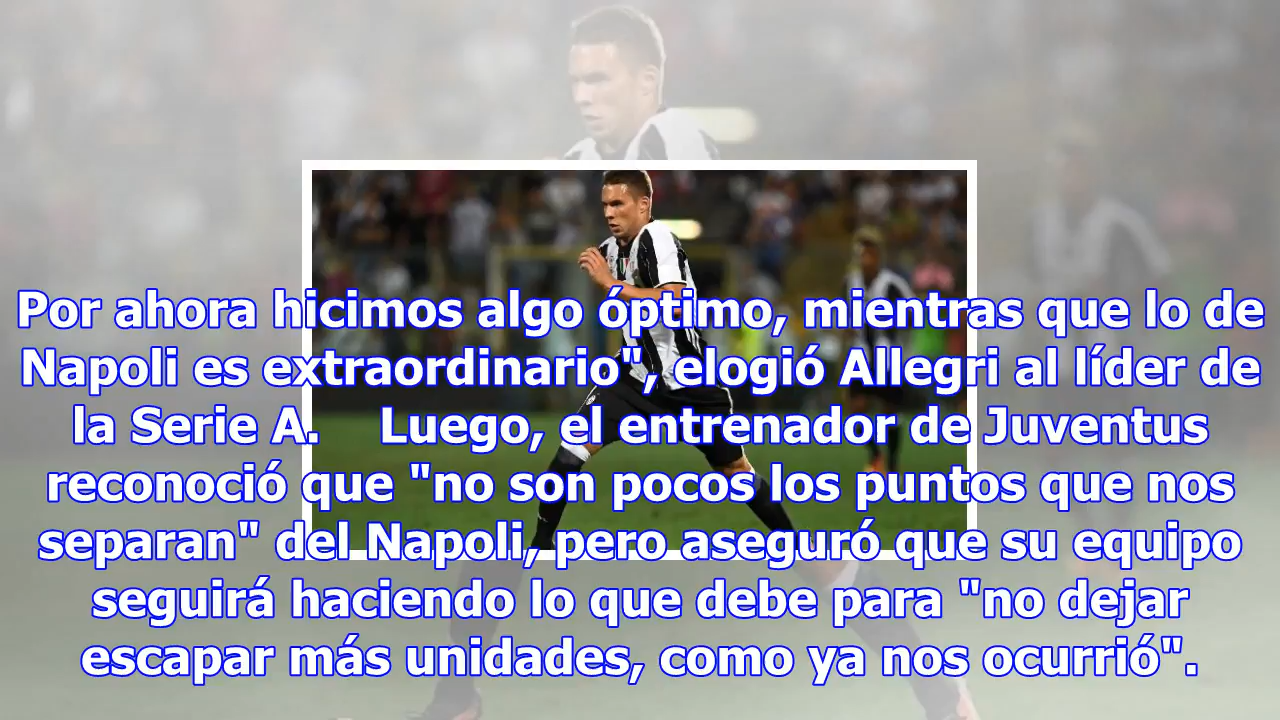 Por ahora hicimos algo óptimo, mientras que lo de
Napoli es extraordinario", elogió Allegri al líder de
la Serie A.    Luego, el entrenador de Juventus
reconoció que "no son pocos los puntos que nos
separan" del Napoli, pero aseguró que su equipo
seguirá haciendo lo que debe para "no dejar
escapar más unidades, como ya nos ocurrió".